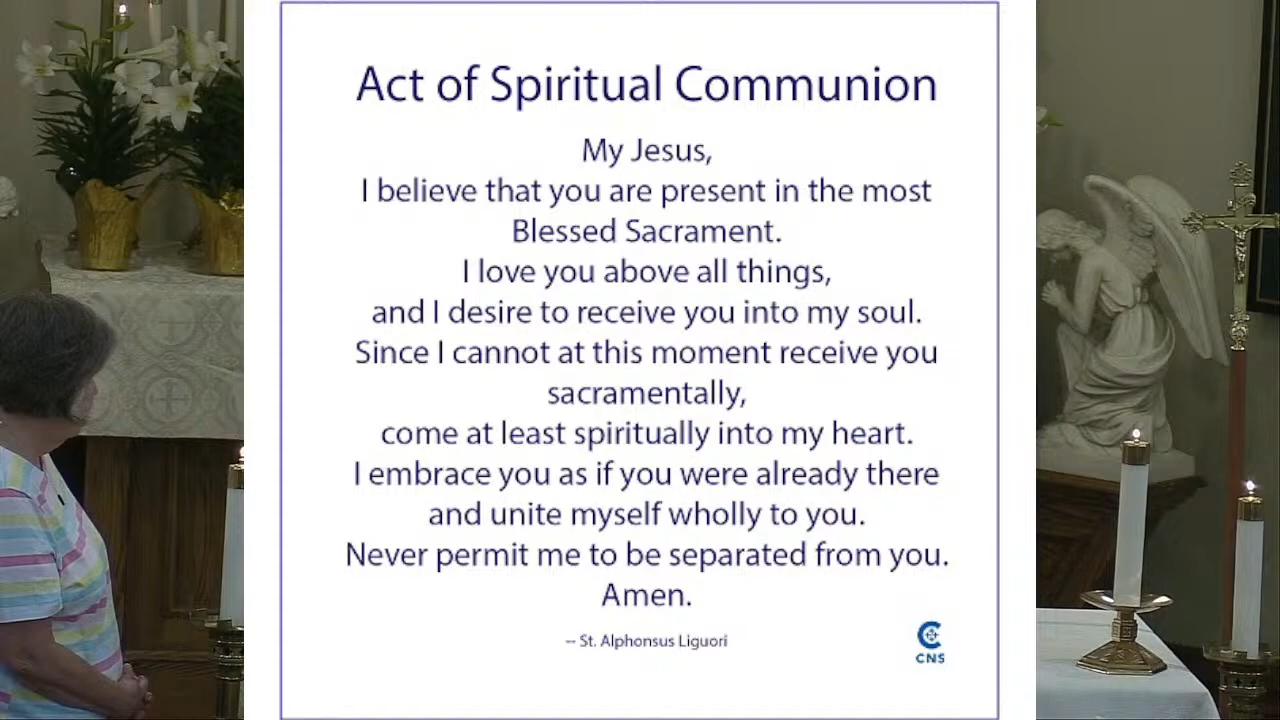 Act of Spiritual Communion
My Jesus,
I believe that you are present in the most
Blessed Sacrament.
I love you above all things,
and I desire to receive you into my soul.
Since I cannot at this moment receive you
sacramentally,
come at least spiritually into my heart.
I embrace you as if you were already there
and unite myself wholly to you.
Never permit me to be separated from you.
Amen.
-- St. Alphonsus Liguori
CNS